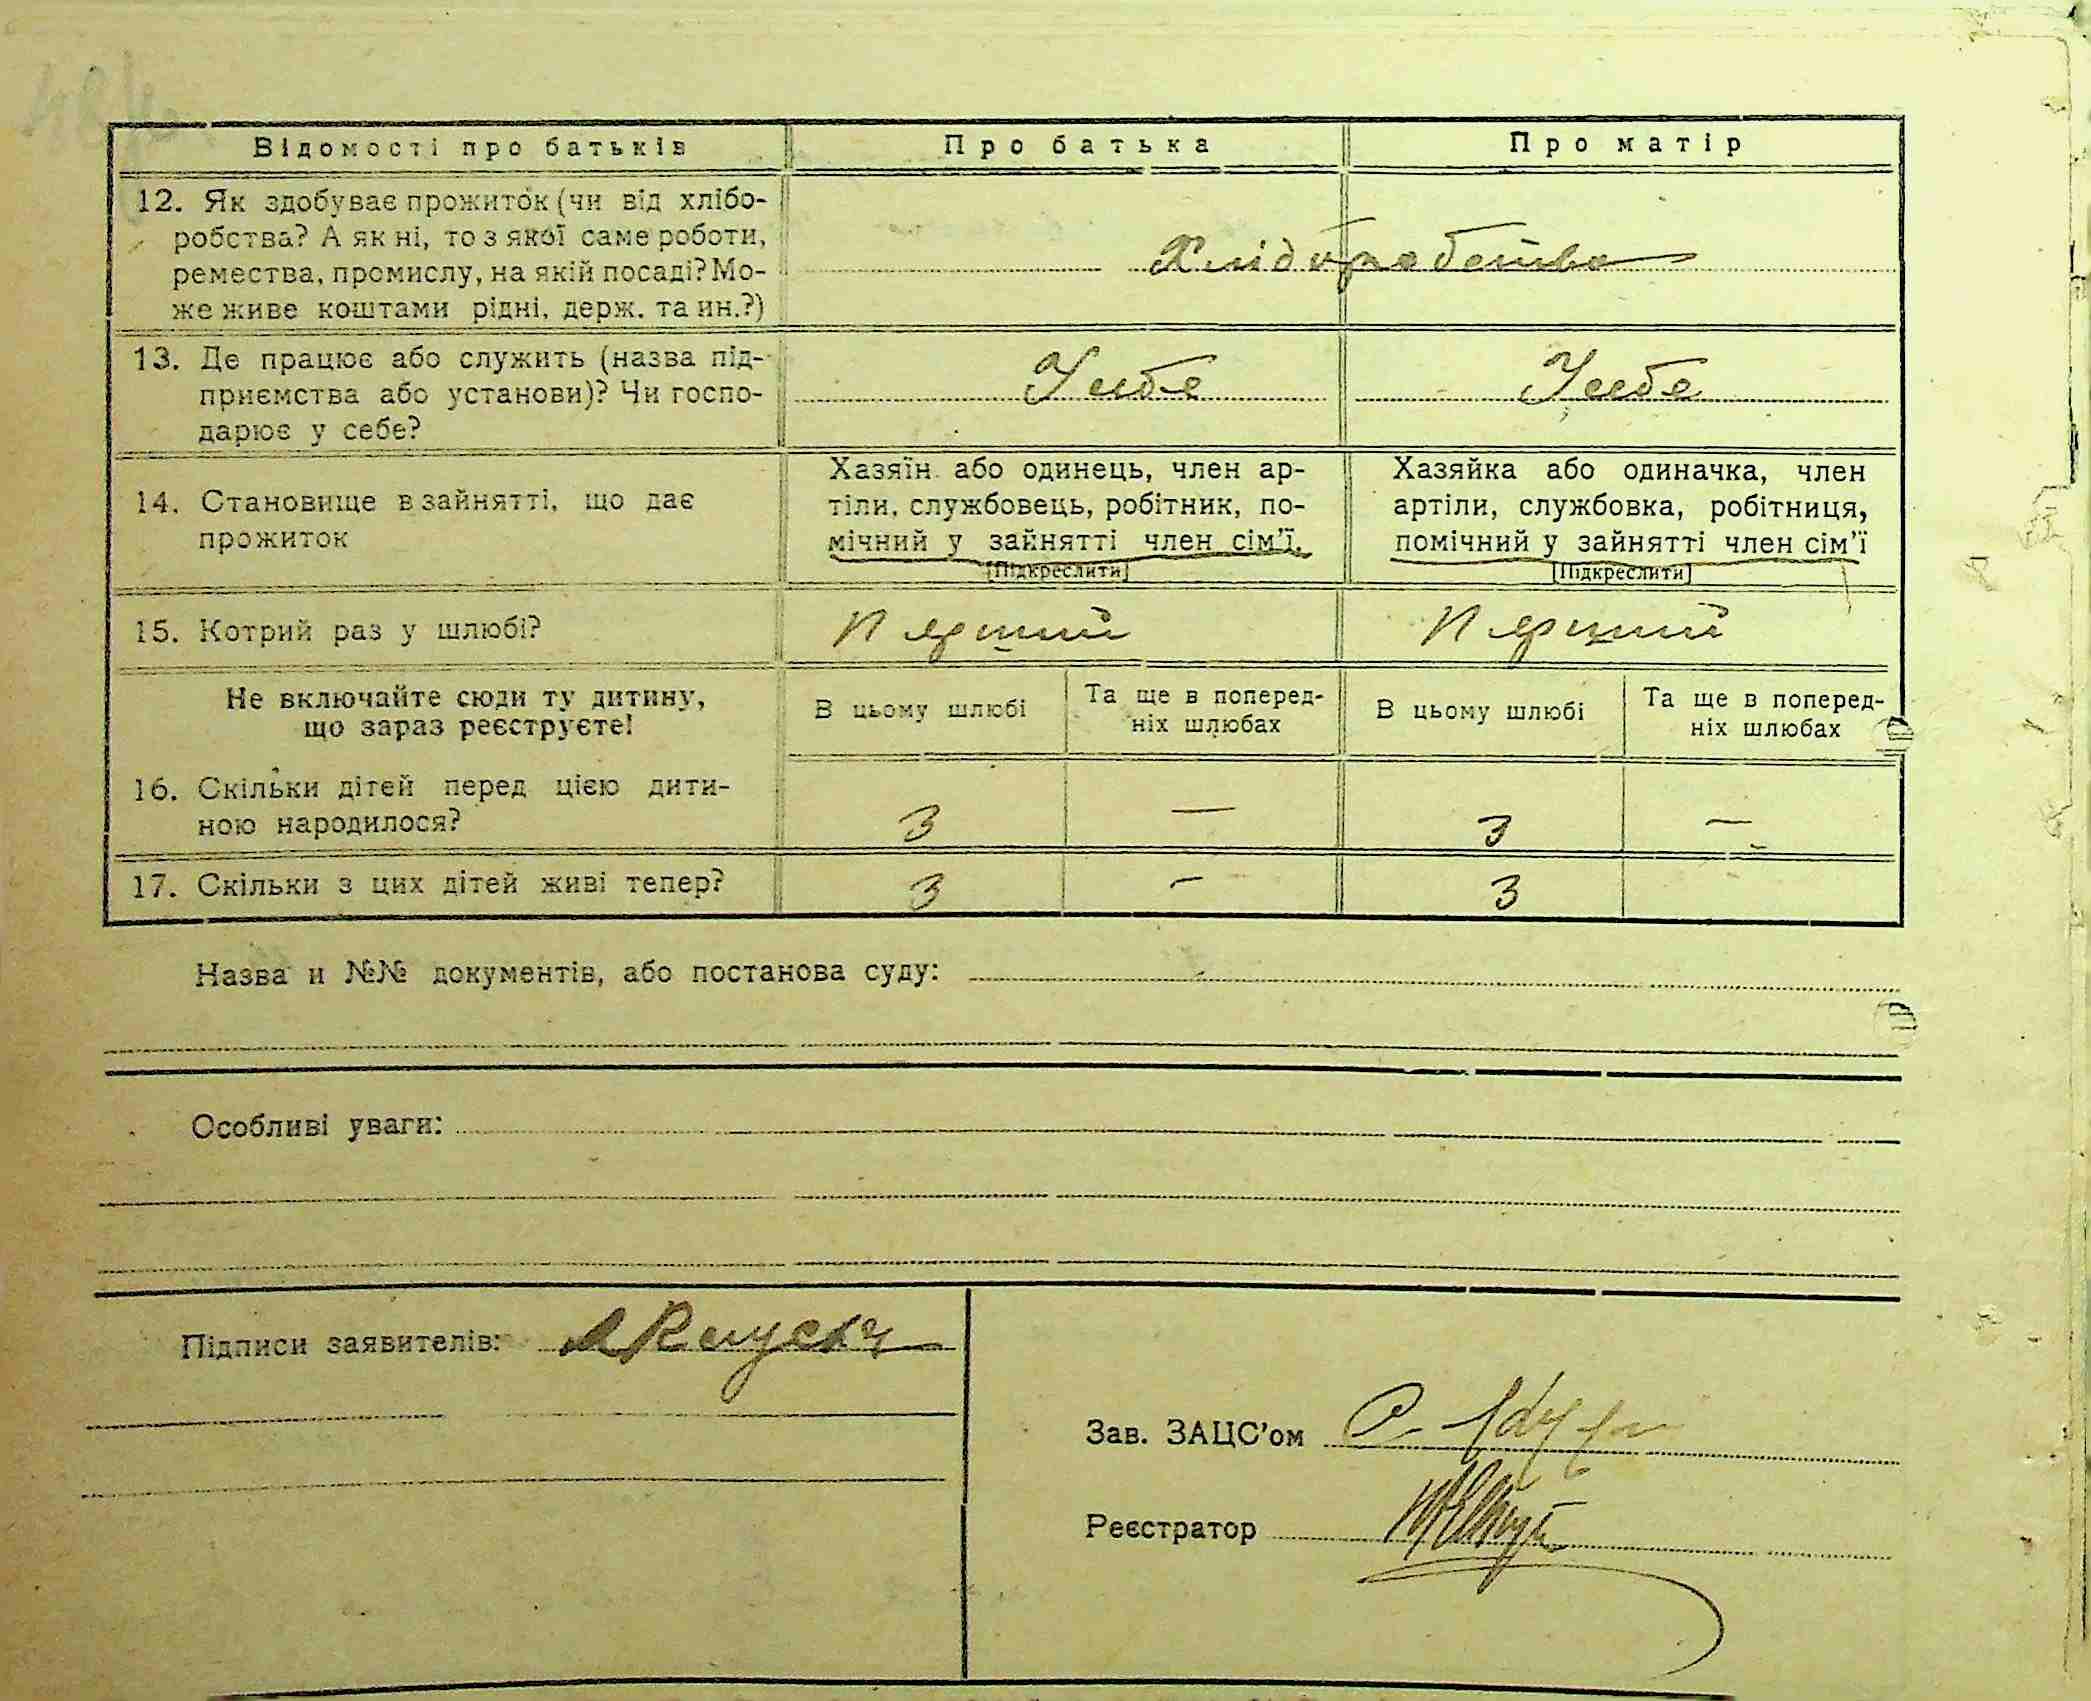 Відомості про батьків Про батька Про матір
12. Як здобуває прожиток (чи від хлібо-
робства? А як ні, то з якої саме роботи,
ремества, промислу, на якій посаді? Мо-
же живе коштами рідні, держ. та ин.?)
Хліборобство
13. Де працює або служить (назва під-
приємства або установи)? Чи госпо-
дарює у себе?
У себе У себе
14. Становище в зайнятті, що дає
прожиток
Хазяїн або одинець, член ар-
тіли, службовець, робітник, по-
мічний у зайнятті член сім'ї.
[Підкреслити]
Хазяйка або одиначка, член
артіли, службовка, робітниця,
помічний у зайнятті член сім'ї
[Підкреслити]
15. Котрий раз у шлюбі? Перший Перший
Не включайте сюди ту дитину,
що зараз реєструєте!
В цьому шлюбі
Та ще в поперед-
ніх шлюбах
В цьому шлюбі
Та ще в поперед-
ніх шлюбах
16. Скільки дітей перед цією дити-
ною народилося?
3 — 3 —
17. Скільки з цих дітей живі тепер? 3 — 3
Назва и №№ документів, або постанова суду:
Особливі уваги:
Підписи заявителів:
Зав. ЗАЦС'ом
Реєстратор